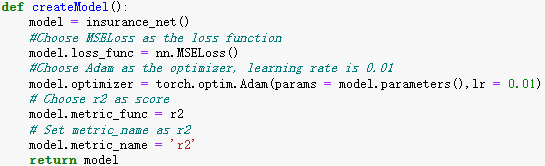 def createModel():
    model = insurance_net()
    #Choose MSELoss as the loss function
    model.loss_func = nn.MSELoss()
    #Choose Adam as the optimizer, learning rate is 0.01
    model.optimizer = torch.optim.Adam(params = model.parameters(),lr = 0.01)
    # Choose r2 as score
    model.metric_func = r2
    # Set metric_name as r2
    model.metric_name = 'r2'
    return model